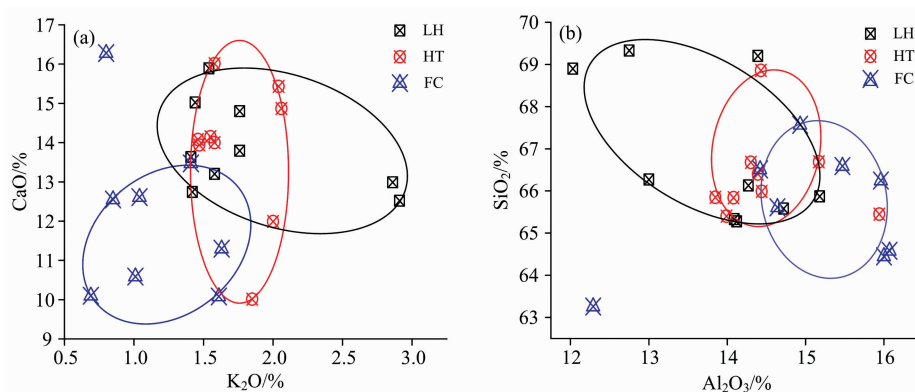 (a)
LH
HT
FC
17
16
15
14
13
12
11
10
9
CaO/%
0.5 1.0 1.5 2.0 2.5 3.0
K₂O/%
(b)
LH
HT
FC
70
69
68
67
66
65
64
63
SiO₂/%
12 13 14 15 16
Al₂O₃/%